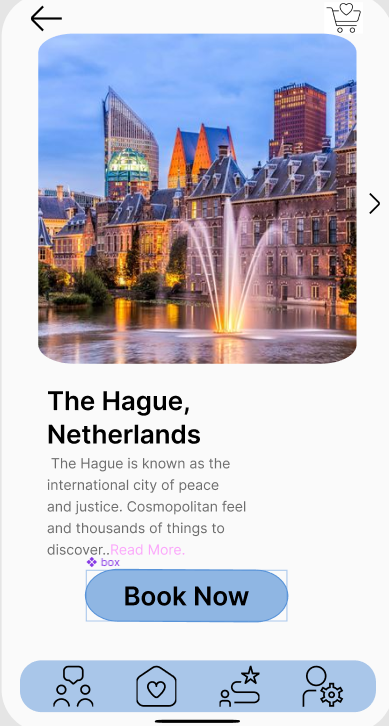 The Hague,
Netherlands
The Hague is known as the
international city of peace
and justice. Cosmopolitan feel
and thousands of things to
discover..Read More.
box
Book Now